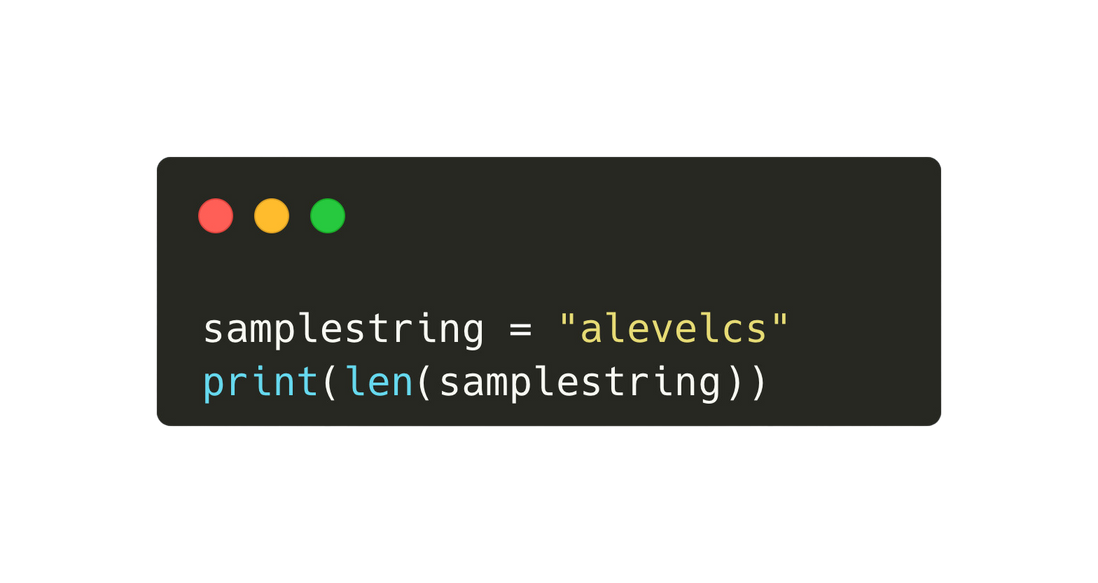 samplestring = "alevelcs"
print(len(samplestring))